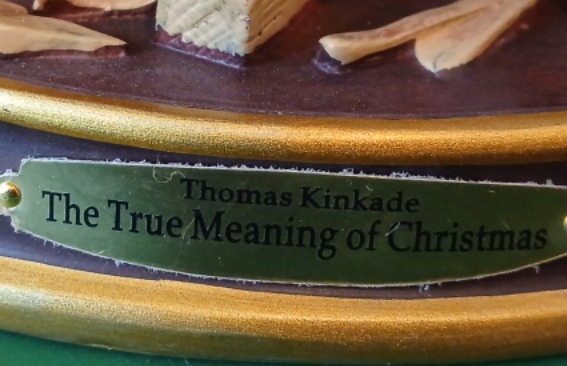 Thomas Kinkade
The True Meaning of Christmas